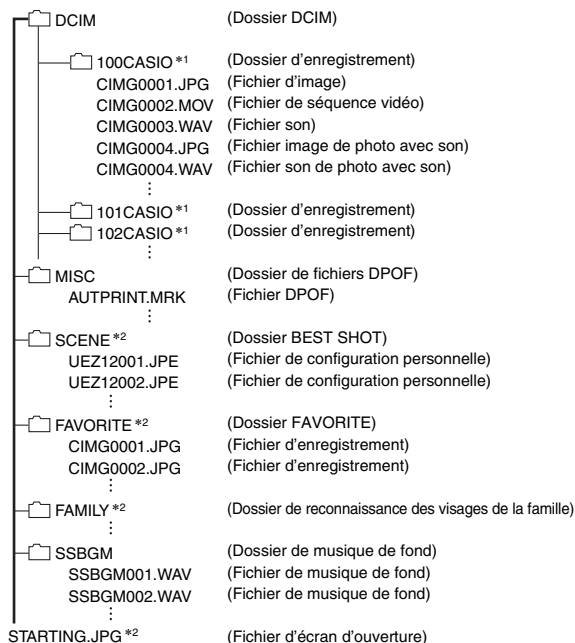 DCIM (Dossier DCIM)
100CASIO *1 (Dossier d'enregistrement)
CIMG0001.JPG (Fichier d'image)
CIMG0002.MOV (Fichier de séquence vidéo)
CIMG0003.WAV (Fichier son)
CIMG0004.JPG (Fichier image de photo avec son)
CIMG0004.WAV (Fichier son de photo avec son)
101CASIO *1 (Dossier d'enregistrement)
102CASIO *1 (Dossier d'enregistrement)
MISC (Dossier de fichiers DPOF)
AUTPRINT.MRK (Fichier DPOF)
SCENE *2 (Dossier BEST SHOT)
UEZ12001.JPE (Fichier de configuration personnelle)
UEZ12002.JPE (Fichier de configuration personnelle)
FAVORITE *2 (Dossier FAVORITE)
CIMG0001.JPG (Fichier d'enregistrement)
CIMG0002.JPG (Fichier d'enregistrement)
FAMILY *2 (Dossier de reconnaissance des visages de la famille)
SSBGM (Dossier de musique de fond)
SSBGM001.WAV (Fichier de musique de fond)
SSBGM002.WAV (Fichier de musique de fond)
STARTING.JPG *2 (Fichier d'écran d'ouverture)